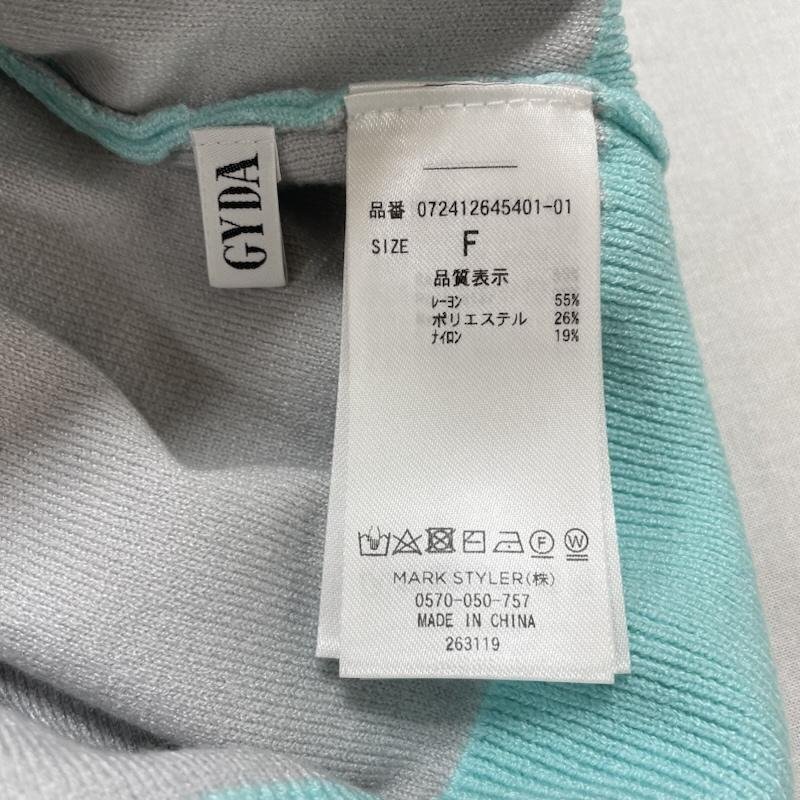 GYDA
品番 072412645401-01
SIZE F
品質表示
レーヨン 55%
ポリエステル 26%
ナイロン 19%
F W
MARK STYLER(株)
0570-050-757
MADE IN CHINA
263119